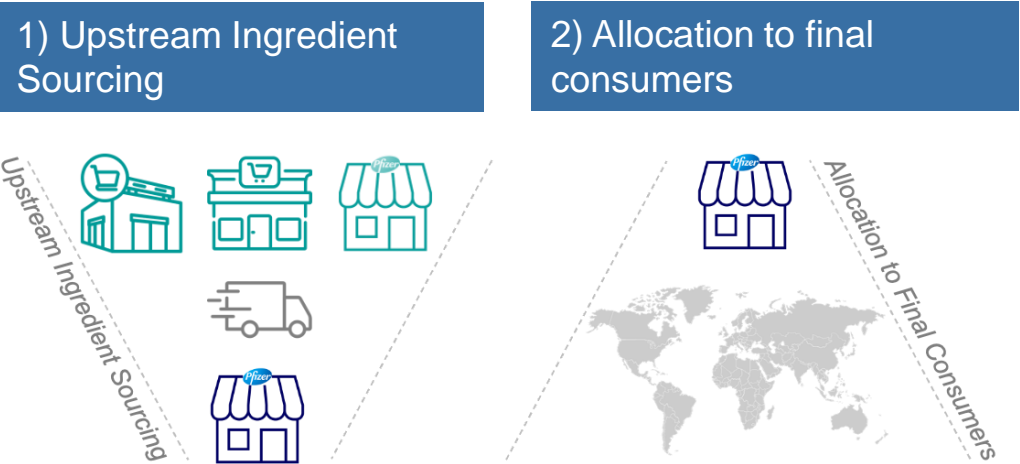 1) Upstream Ingredient
Sourcing
2) Allocation to final
consumers
Upstream Ingredient Sourcing
Pfizer
Pfizer
Pfizer
Allocation to Final Consumers